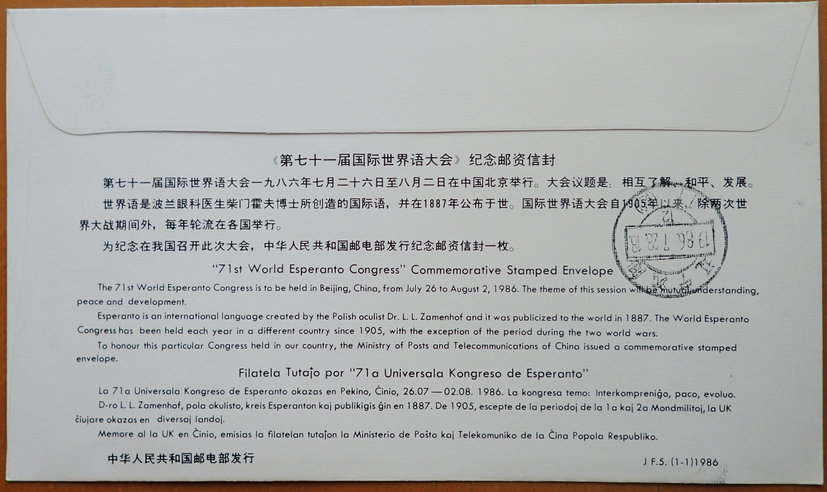 《第七十一届国际世界语大会》纪念邮资信封
第七十一届国际世界语大会一九八六年七月二十六日至八月二日在中国北京举行。大会议题是：相互了解、和平、发展。
世界语是波兰眼科医生柴门霍夫博士所创造的国际语，并在1887年公布于世。国际世界语大会自1905年以来，除两次世
界大战期间外，每年轮流在各国举行。
为纪念在我国召开此次大会，中华人民共和国邮电部发行纪念邮资信封一枚。
"71st World Esperanto Congress" Commemorative Stamped Envelope
The 71st World Esperanto Congress is to be held in Beijing, China, from July 26 to August 2, 1986. The theme of this session will be mutual understanding,
peace and development.
Esperanto is an international language created by the Polish oculist Dr. L. L. Zamenhof and it was publicized to the world in 1887. The World Esperanto
Congress has been held each year in a different country since 1905, with the exception of the period during the two world wars.
To honour this particular Congress held in our country, the Ministry of Posts and Telecommunications of China issued a commemorative stamped
envelope.
Filatela Tutaĵo por "71a Universala Kongreso de Esperanto"
La 71a Universala Kongreso de Esperanto okazas en Pekino, Ĉinio, 26.07—02.08. 1986. La kongresa temo: Interkompreniĝo, paco, evoluo.
D-ro L. L. Zamenhof, pola okulisto, kreis Esperanton kaj publikigis ĝin en 1887. De 1905, escepte de la periodoj de la 1a kaj 2a Mondmilitoj, la UK
ĉiujare okazas en diversaj landoj.
Memore al la UK en Ĉinio, emisias la filatelan tutaĵon la Ministerio de Poŝto kaj Telekomuniko de la Ĉina Popola Respubliko.
中华人民共和国邮电部发行
J F.5. (1-1)1986
12
1986.7.28.18